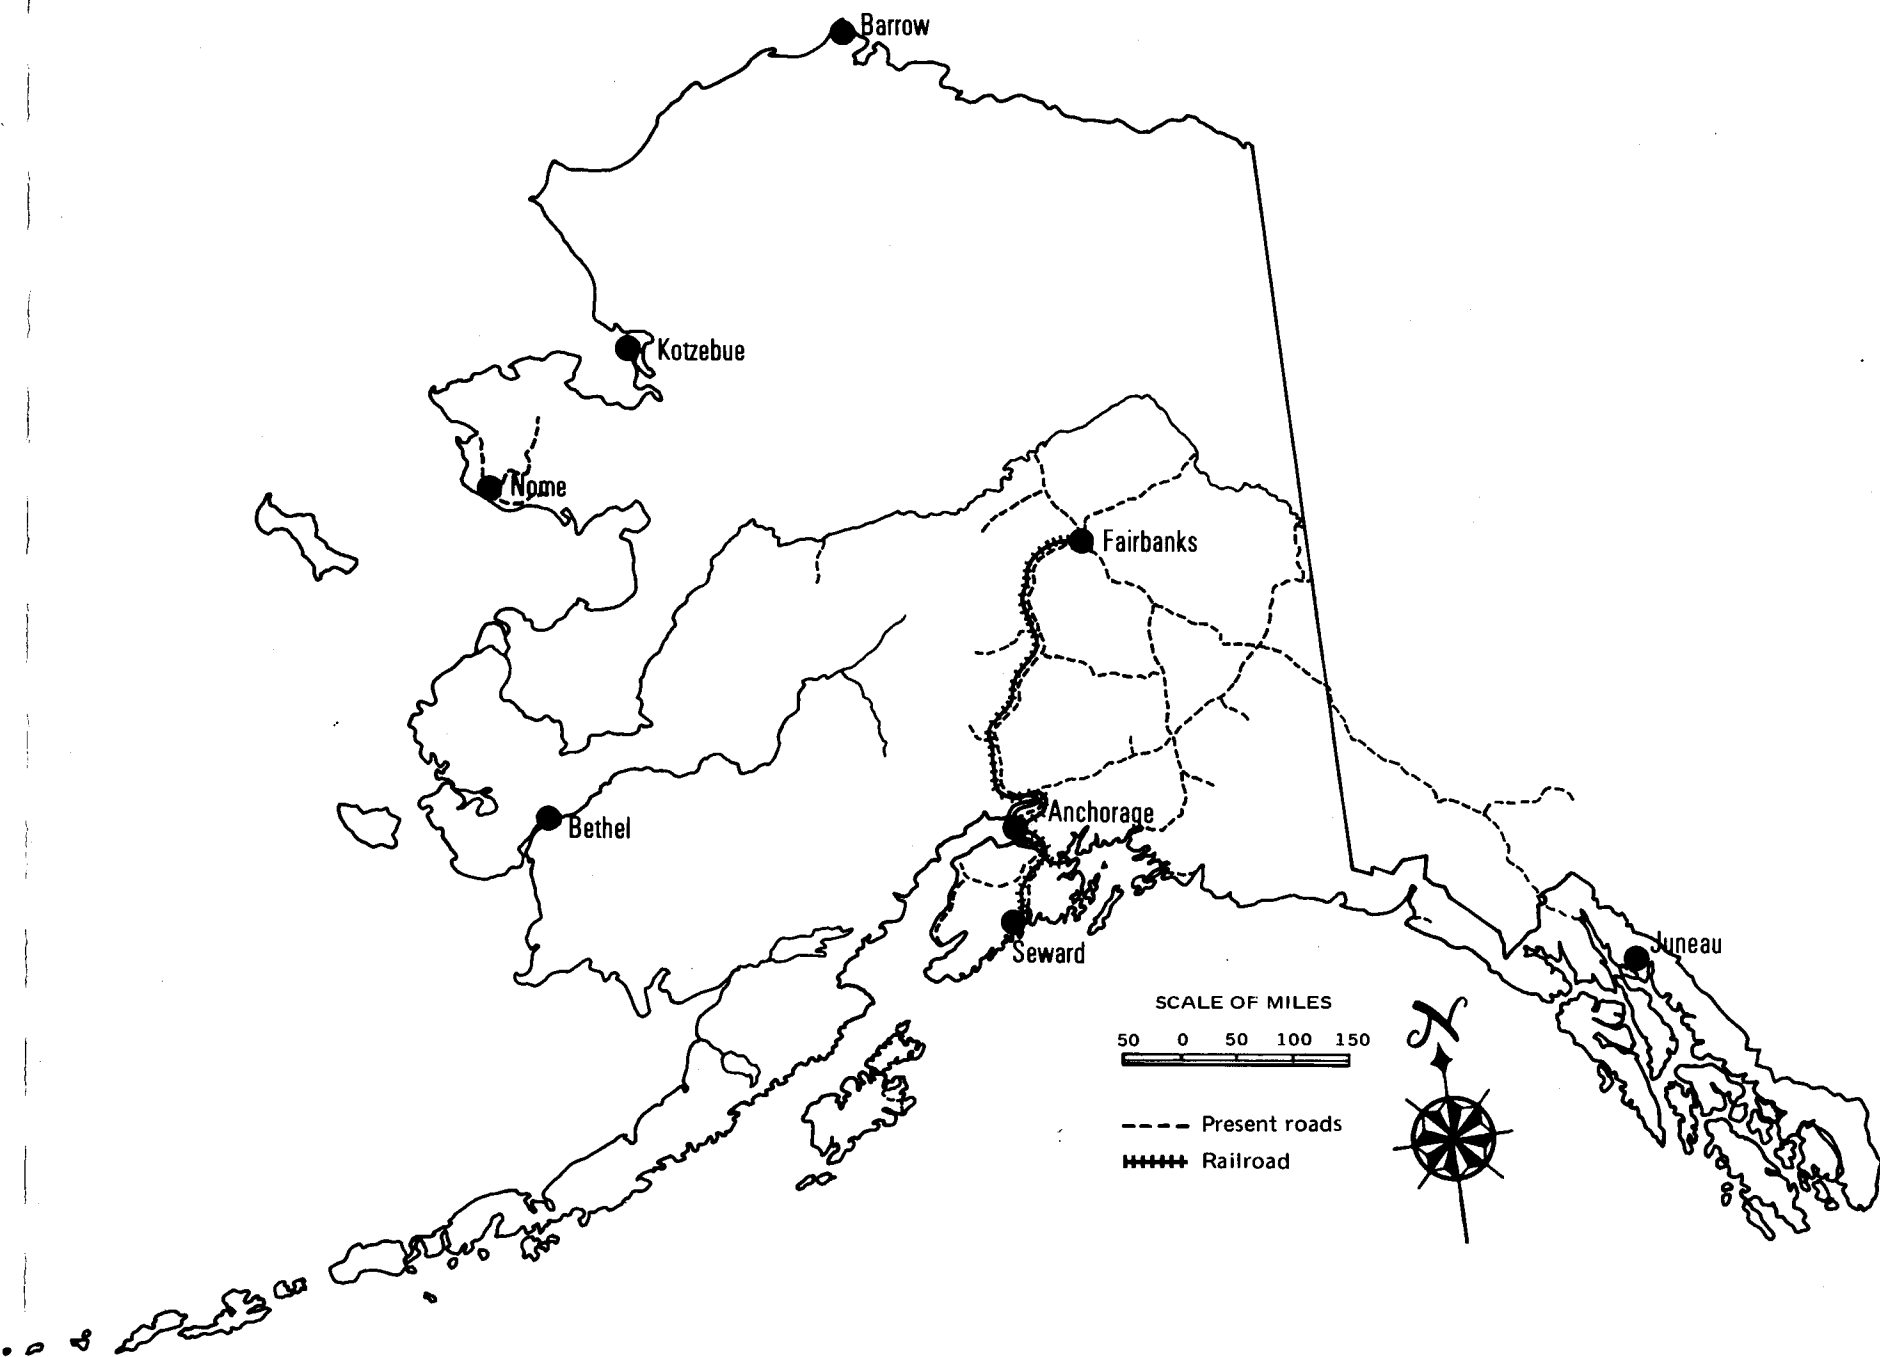 Barrow
Kotzebue
Nome
Fairbanks
Anchorage
Bethel
Seward
Juneau
SCALE OF MILES
50 0 50 100 150
N
Present roads
Railroad